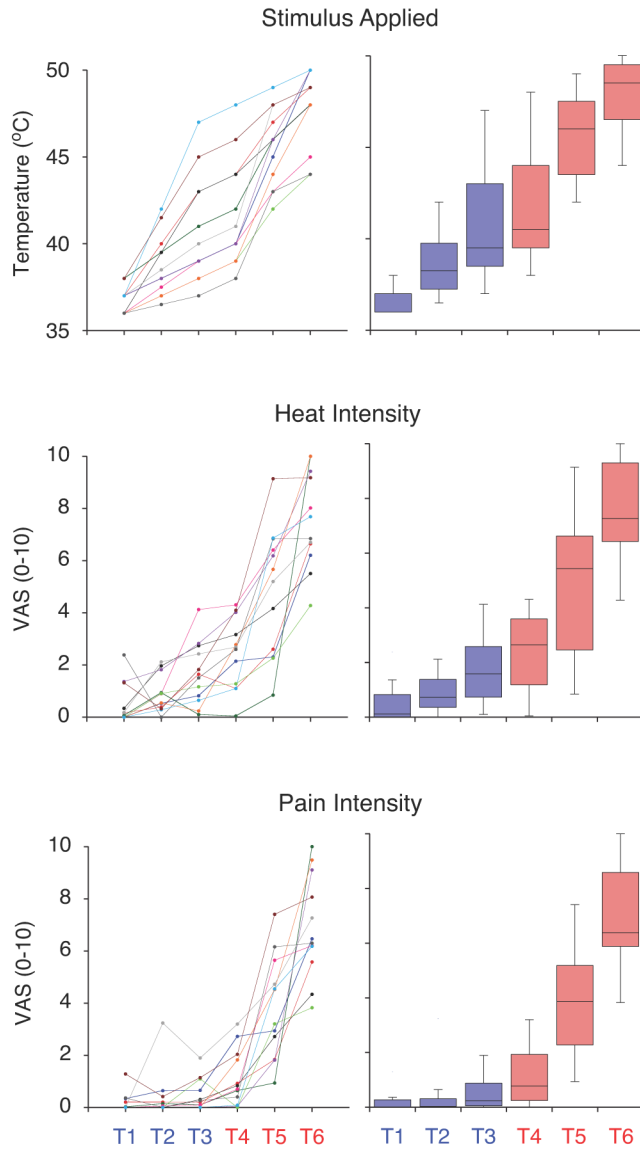 Stimulus Applied
Temperature (°C)
50
45
40
35
Heat Intensity
VAS (0-10)
10
8
6
4
2
0
Pain Intensity
VAS (0-10)
10
8
6
4
2
0
T1 T2 T3 T4 T5 T6 T1 T2 T3 T4 T5 T6